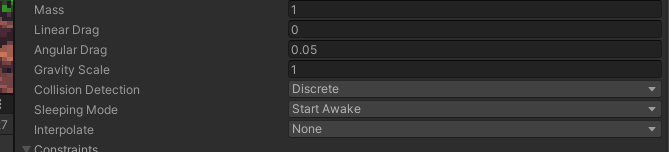 Mass 1
Linear Drag 0
Angular Drag 0.05
Gravity Scale 1
Collision Detection Discrete
Sleeping Mode Start Awake
Interpolate None
Constraints